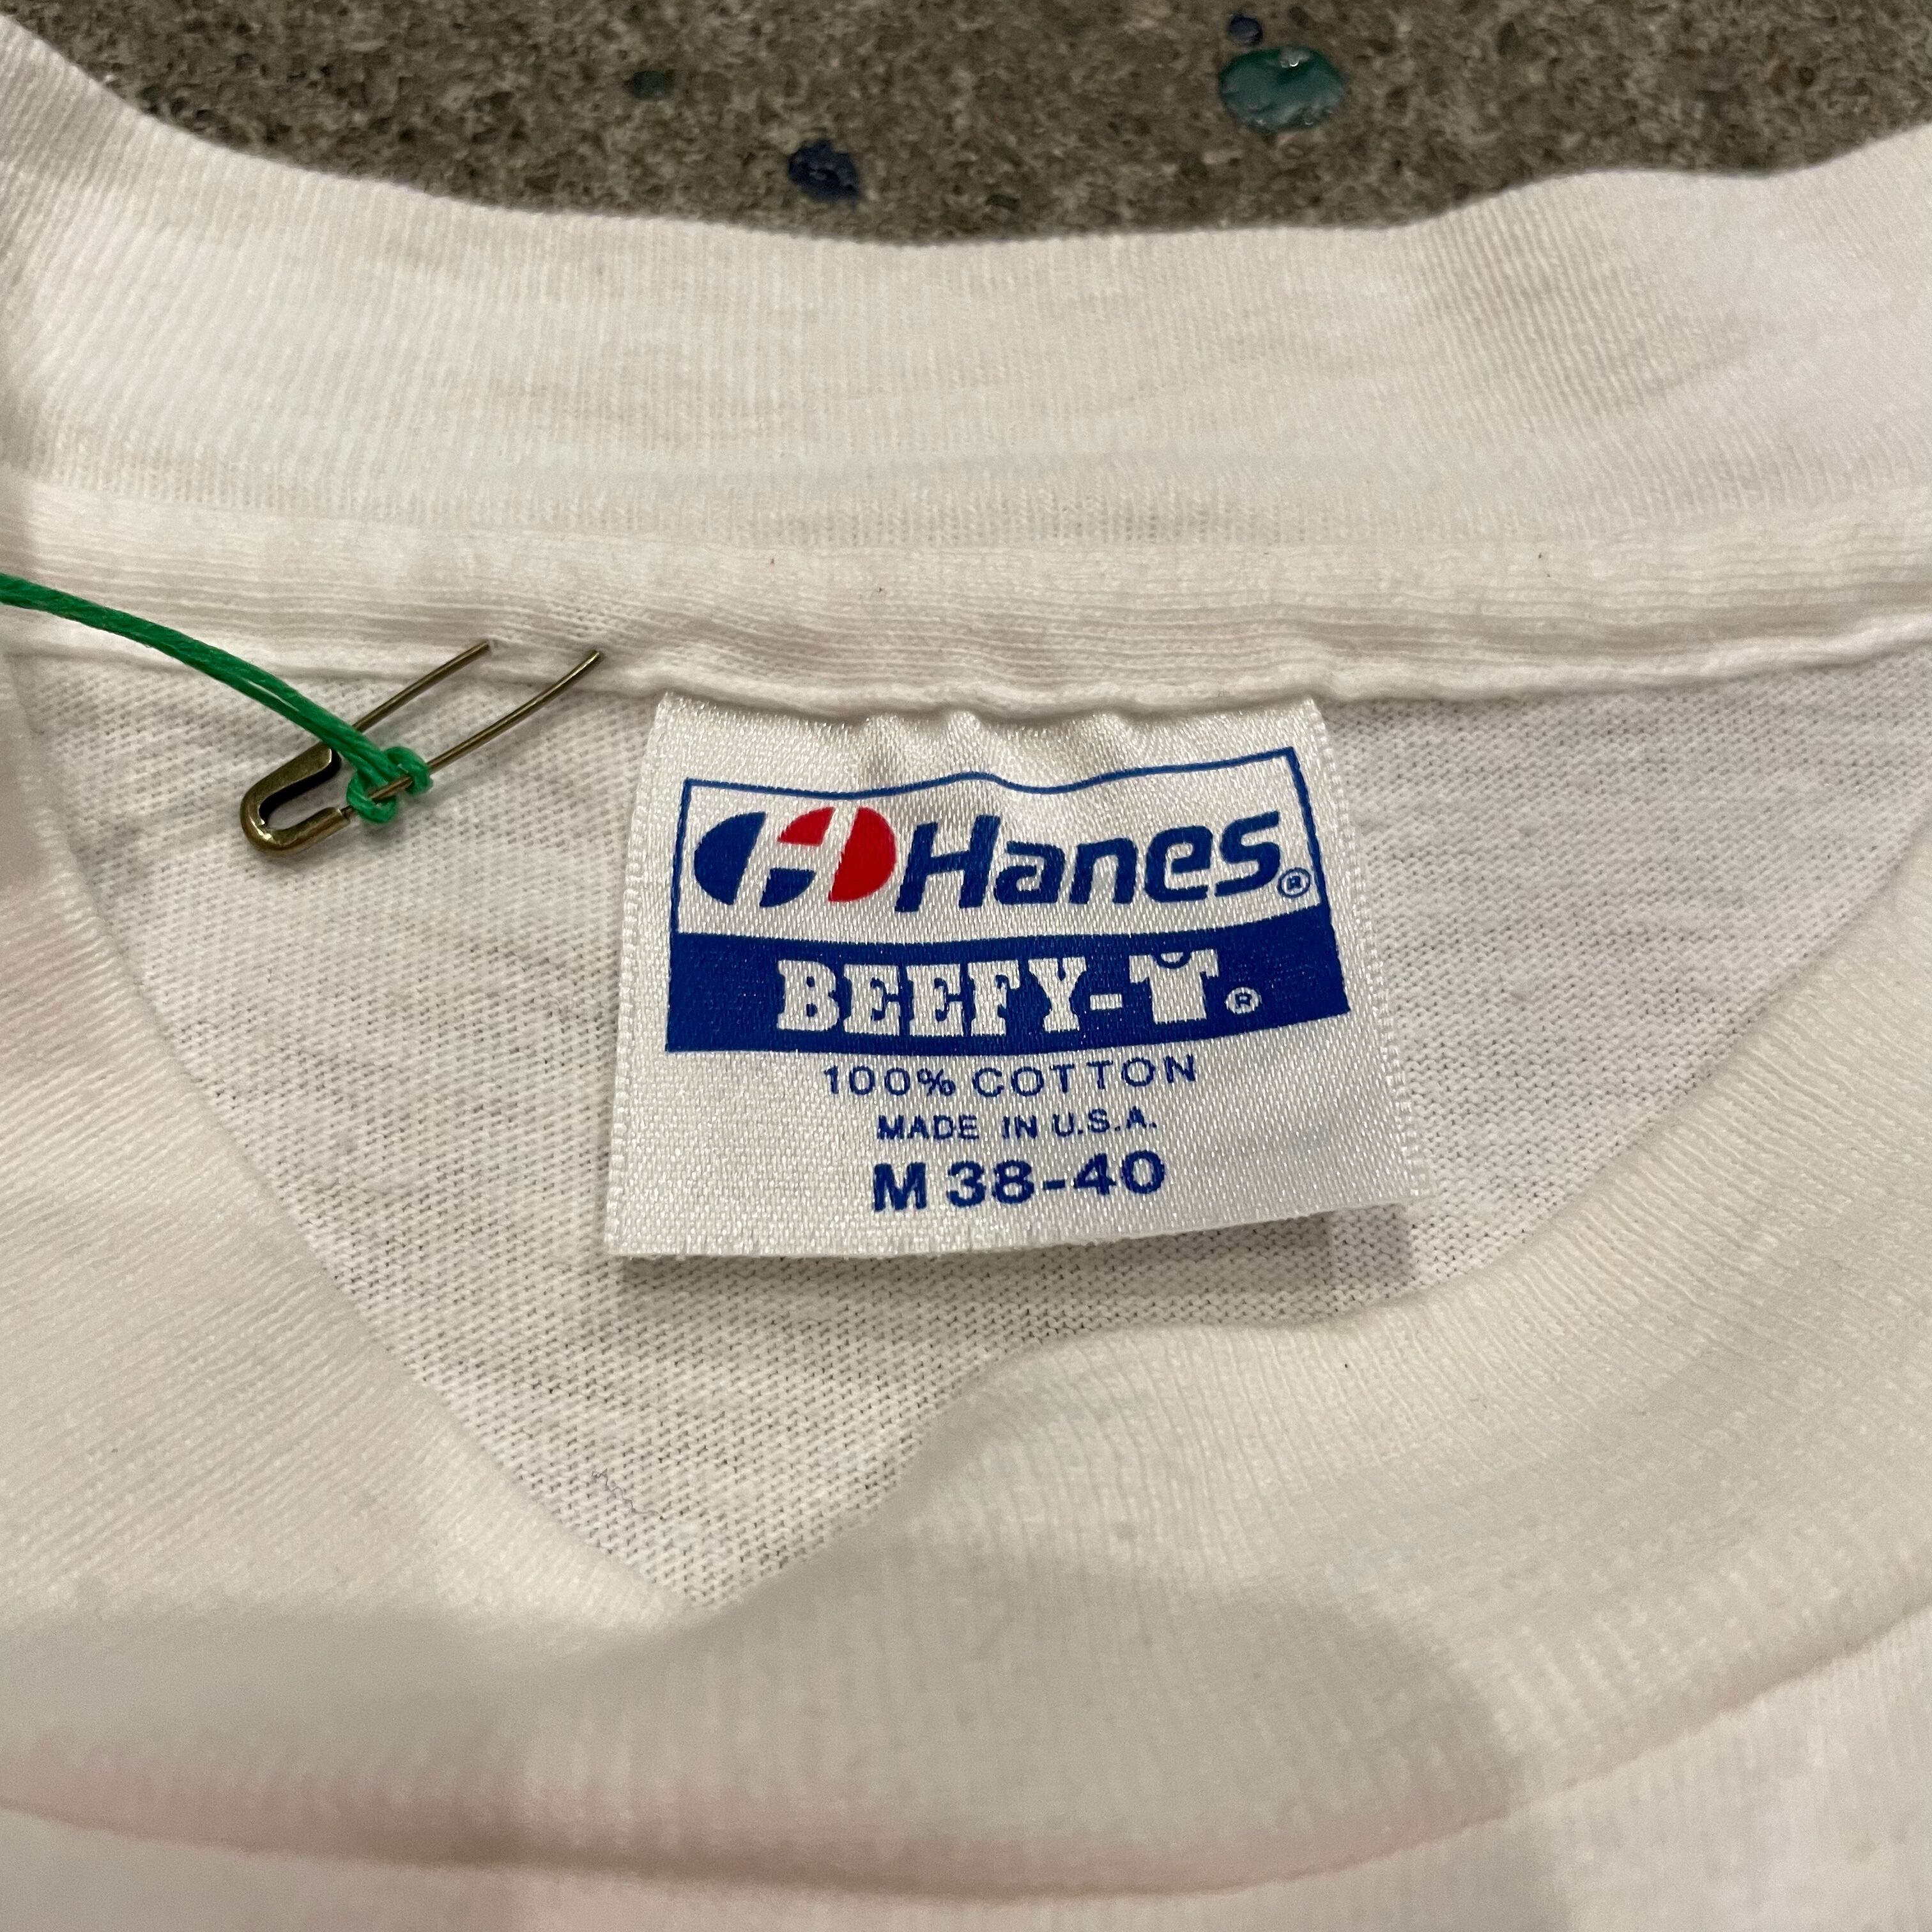 Hanes®
BEEFY-T®
100% COTTON
MADE IN U.S.A.
M 38-40